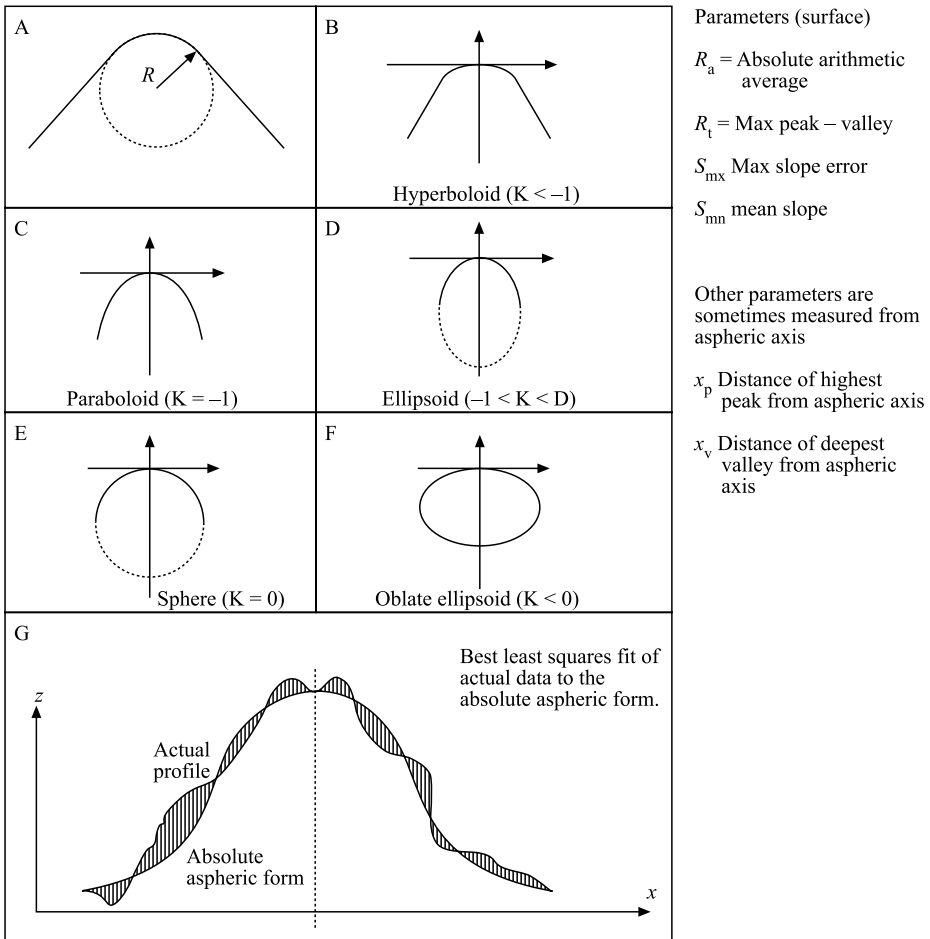 A
R
B
Hyperboloid (K < –1)
C
Paraboloid (K = –1)
D
Ellipsoid (–1 < K < D)
E
Sphere (K = 0)
F
Oblate ellipsoid (K < 0)
G
Best least squares fit of
actual data to the
absolute aspheric form.
z
Actual
profile
Absolute
aspheric form
x
Parameters (surface)
Ra = Absolute arithmetic
average
Rt = Max peak – valley
Smx Max slope error
Smn mean slope
Other parameters are
sometimes measured from
aspheric axis
xp Distance of highest
peak from aspheric axis
xv Distance of deepest
valley from aspheric
axis